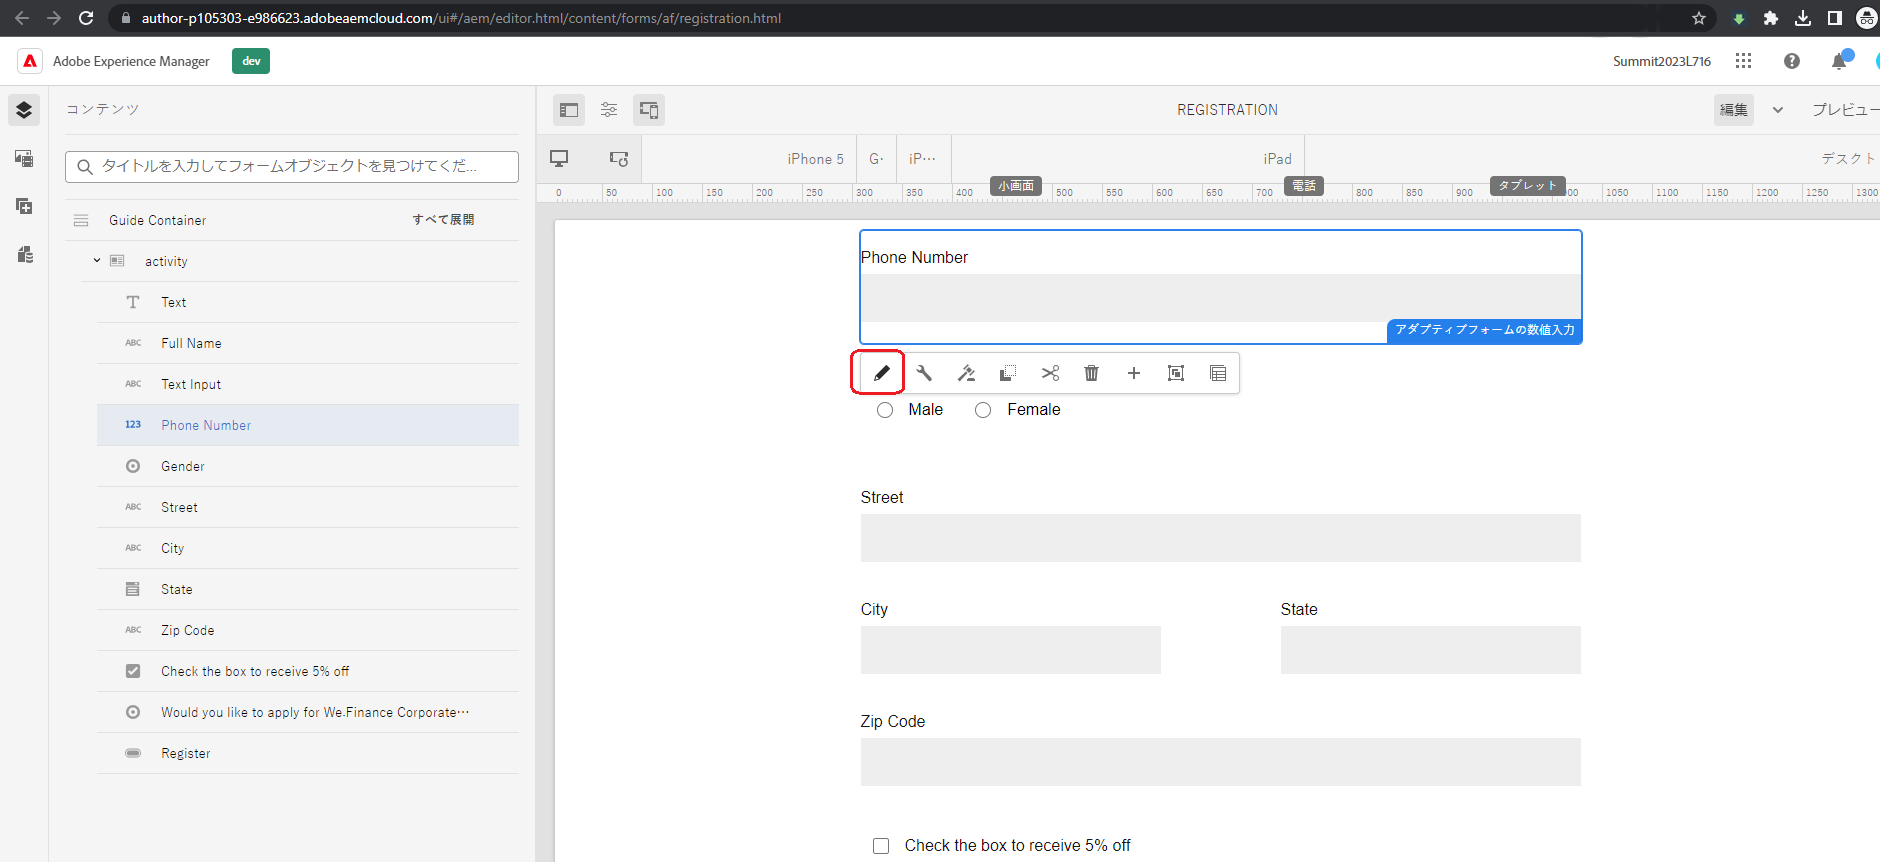 author-p105303-e986623.adobeaemcloud.com/ui#/aem/editor.html/content/forms/af/registration.html
Adobe Experience Manager dev Summit2023L716
コンテンツ REGISTRATION 編集 プレビュー
タイトルを入力してフォームオブジェクトを見つけてくだ... iPhone 5 G· iP··· iPad デスクト
小画面 電話 タブレット
0 50 100 150 200 250 300 350 400 500 550 600 650 700 800 850 900 1000 1050 1100 1150 1200 1250 1300
Guide Container すべて展開
activity
Text
ABC Full Name
ABC Text Input
123 Phone Number
Gender
ABC Street
ABC City
State
ABC Zip Code
Check the box to receive 5% off
Would you like to apply for We.Finance Corporate···
Register
Phone Number
アダプティブフォームの数値入力
Male Female
Street
City State
Zip Code
Check the box to receive 5% off